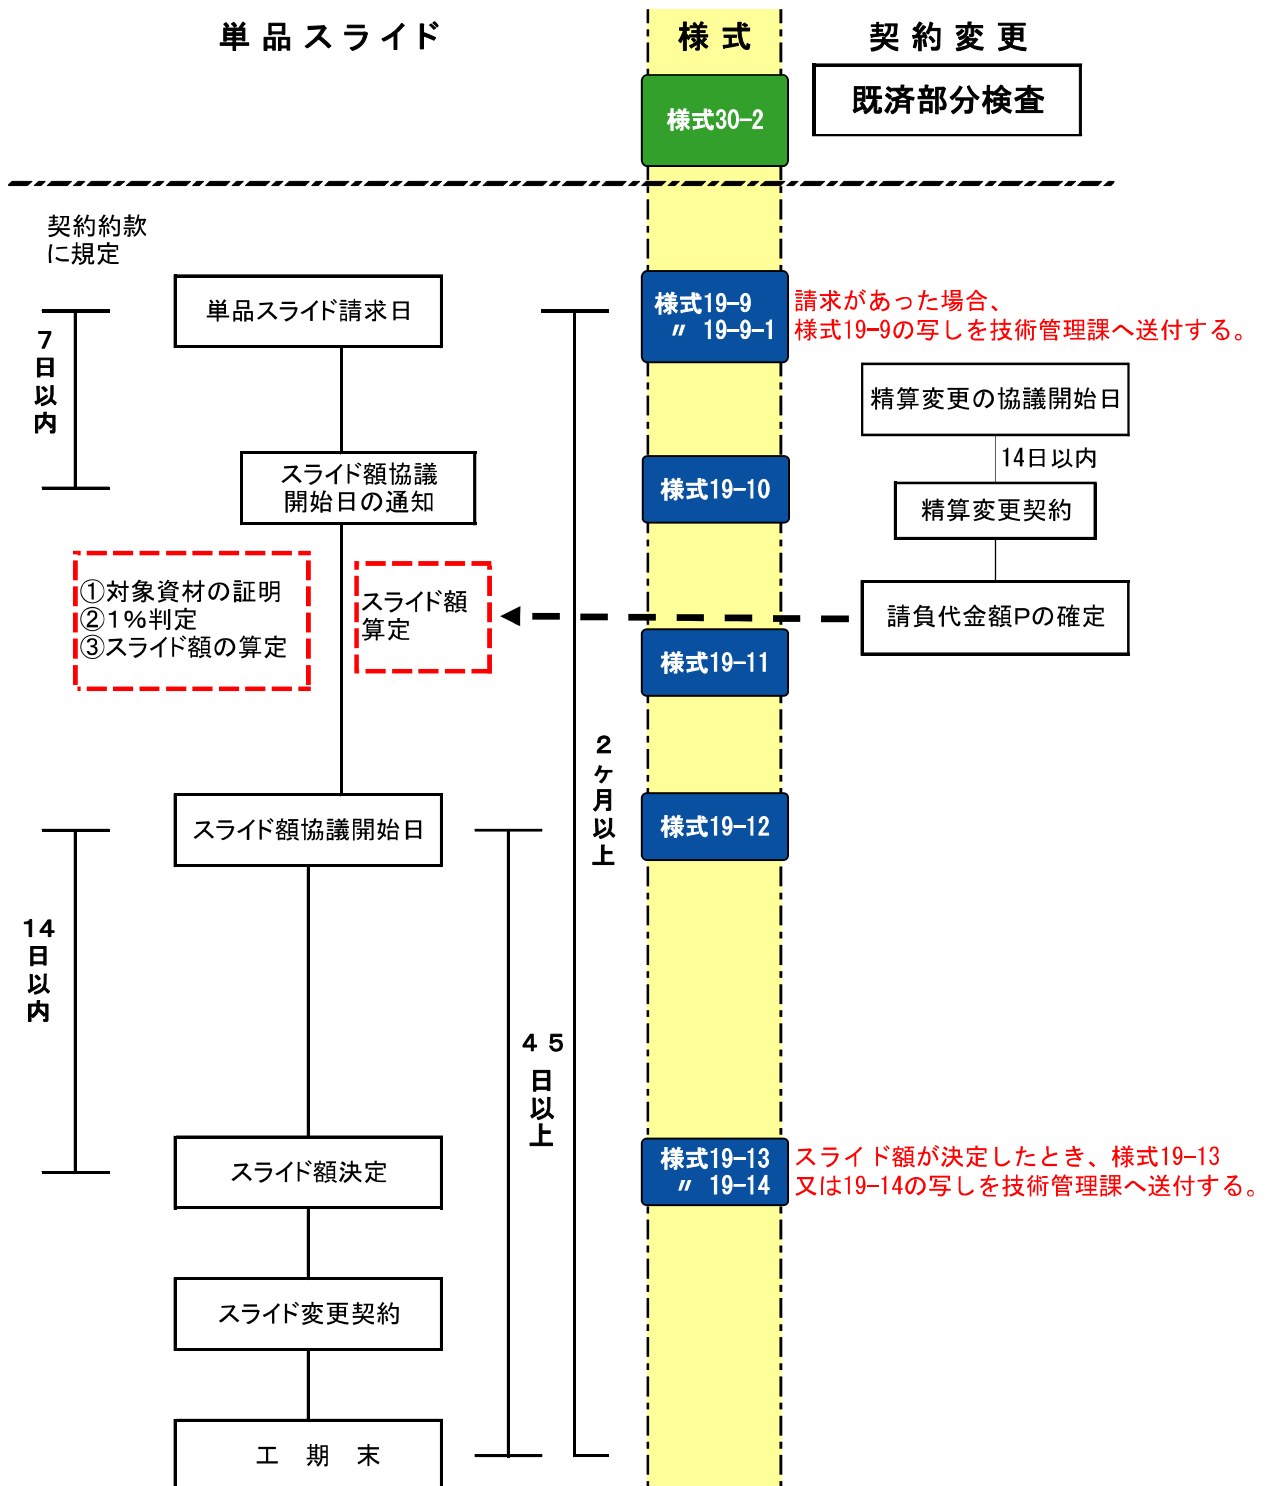 単品スライド
様式
契約変更
様式30-2
既済部分検査
契約約款
に規定
単品スライド請求日
7日以内
様式19-9
〃 19-9-1
請求があった場合、
様式19-9の写しを技術管理課へ送付する。
精算変更の協議開始日
14日以内
スライド額協議
開始日の通知
様式19-10
精算変更契約
①対象資材の証明
②1%判定
③スライド額の算定
スライド額
算定
請負代金額Pの確定
様式19-11
2ヶ月以上
スライド額協議開始日
様式19-12
14日以内
45日以上
スライド額決定
様式19-13
〃 19-14
スライド額が決定したとき、様式19-13
又は19-14の写しを技術管理課へ送付する。
スライド変更契約
工期末